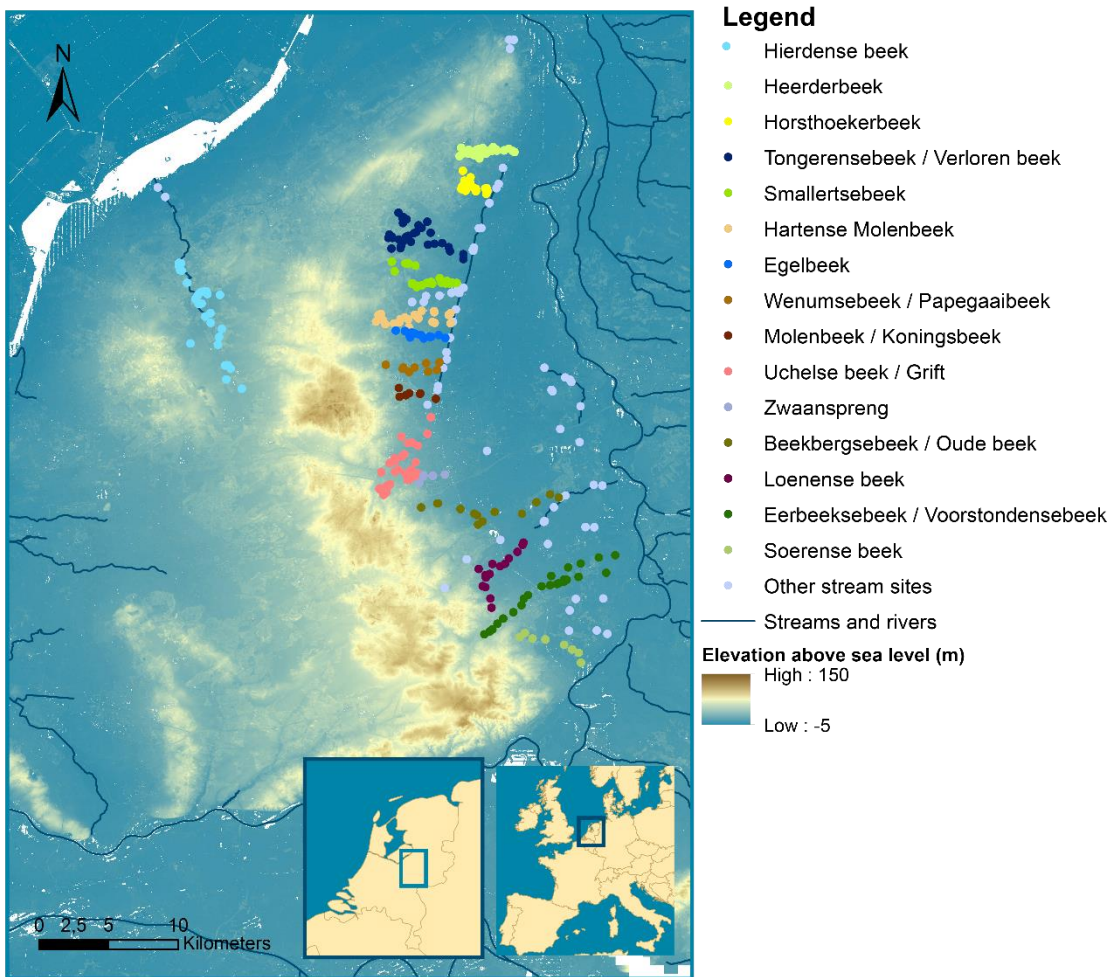 N
Legend
Hierdense beek
Heerderbeek
Horsthoekerbeek
Tongerensebeek / Verloren beek
Smallertsebeek
Hartense Molenbeek
Egelbeek
Wenumsebeek / Papegaaibeek
Molenbeek / Koningsbeek
Uchelse beek / Grift
Zwaanspreng
Beekbergsebeek / Oude beek
Loenense beek
Eerbeeksebeek / Voorstondensebeek
Soerense beek
Other stream sites
Streams and rivers
Elevation above sea level (m)
High : 150
Low : -5
0 2,5 5 10
Kilometers